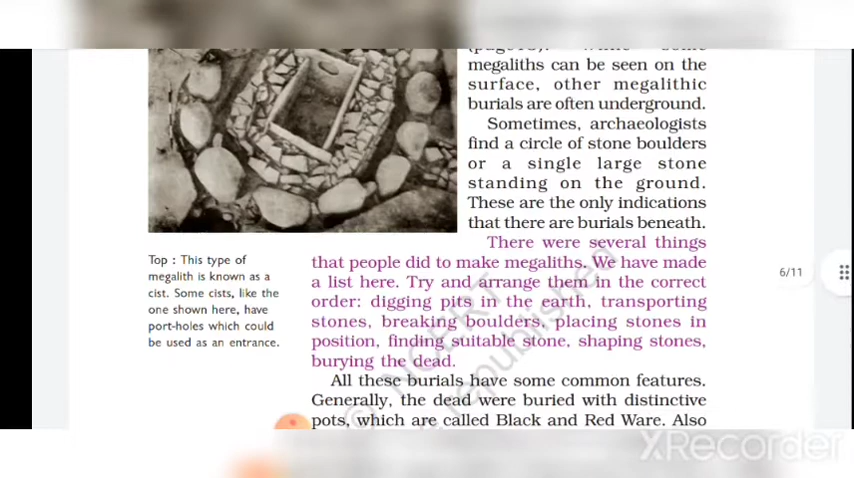 megaliths can be seen on the
surface, other megalithic
burials are often underground.
Sometimes, archaeologists
find a circle of stone boulders
or a single large stone
standing on the ground.
These are the only indications
that there are burials beneath.
There were several things
that people did to make megaliths. We have made
a list here. Try and arrange them in the correct
order: digging pits in the earth, transporting
stones, breaking boulders, placing stones in
position, finding suitable stone, shaping stones,
burying the dead.
All these burials have some common features.
Generally, the dead were buried with distinctive
pots, which are called Black and Red Ware. Also
Top : This type of
megalith is known as a
cist. Some cists, like the
one shown here, have
port-holes which could
be used as an entrance.
6/11
© NCERT
republished
XRecorder